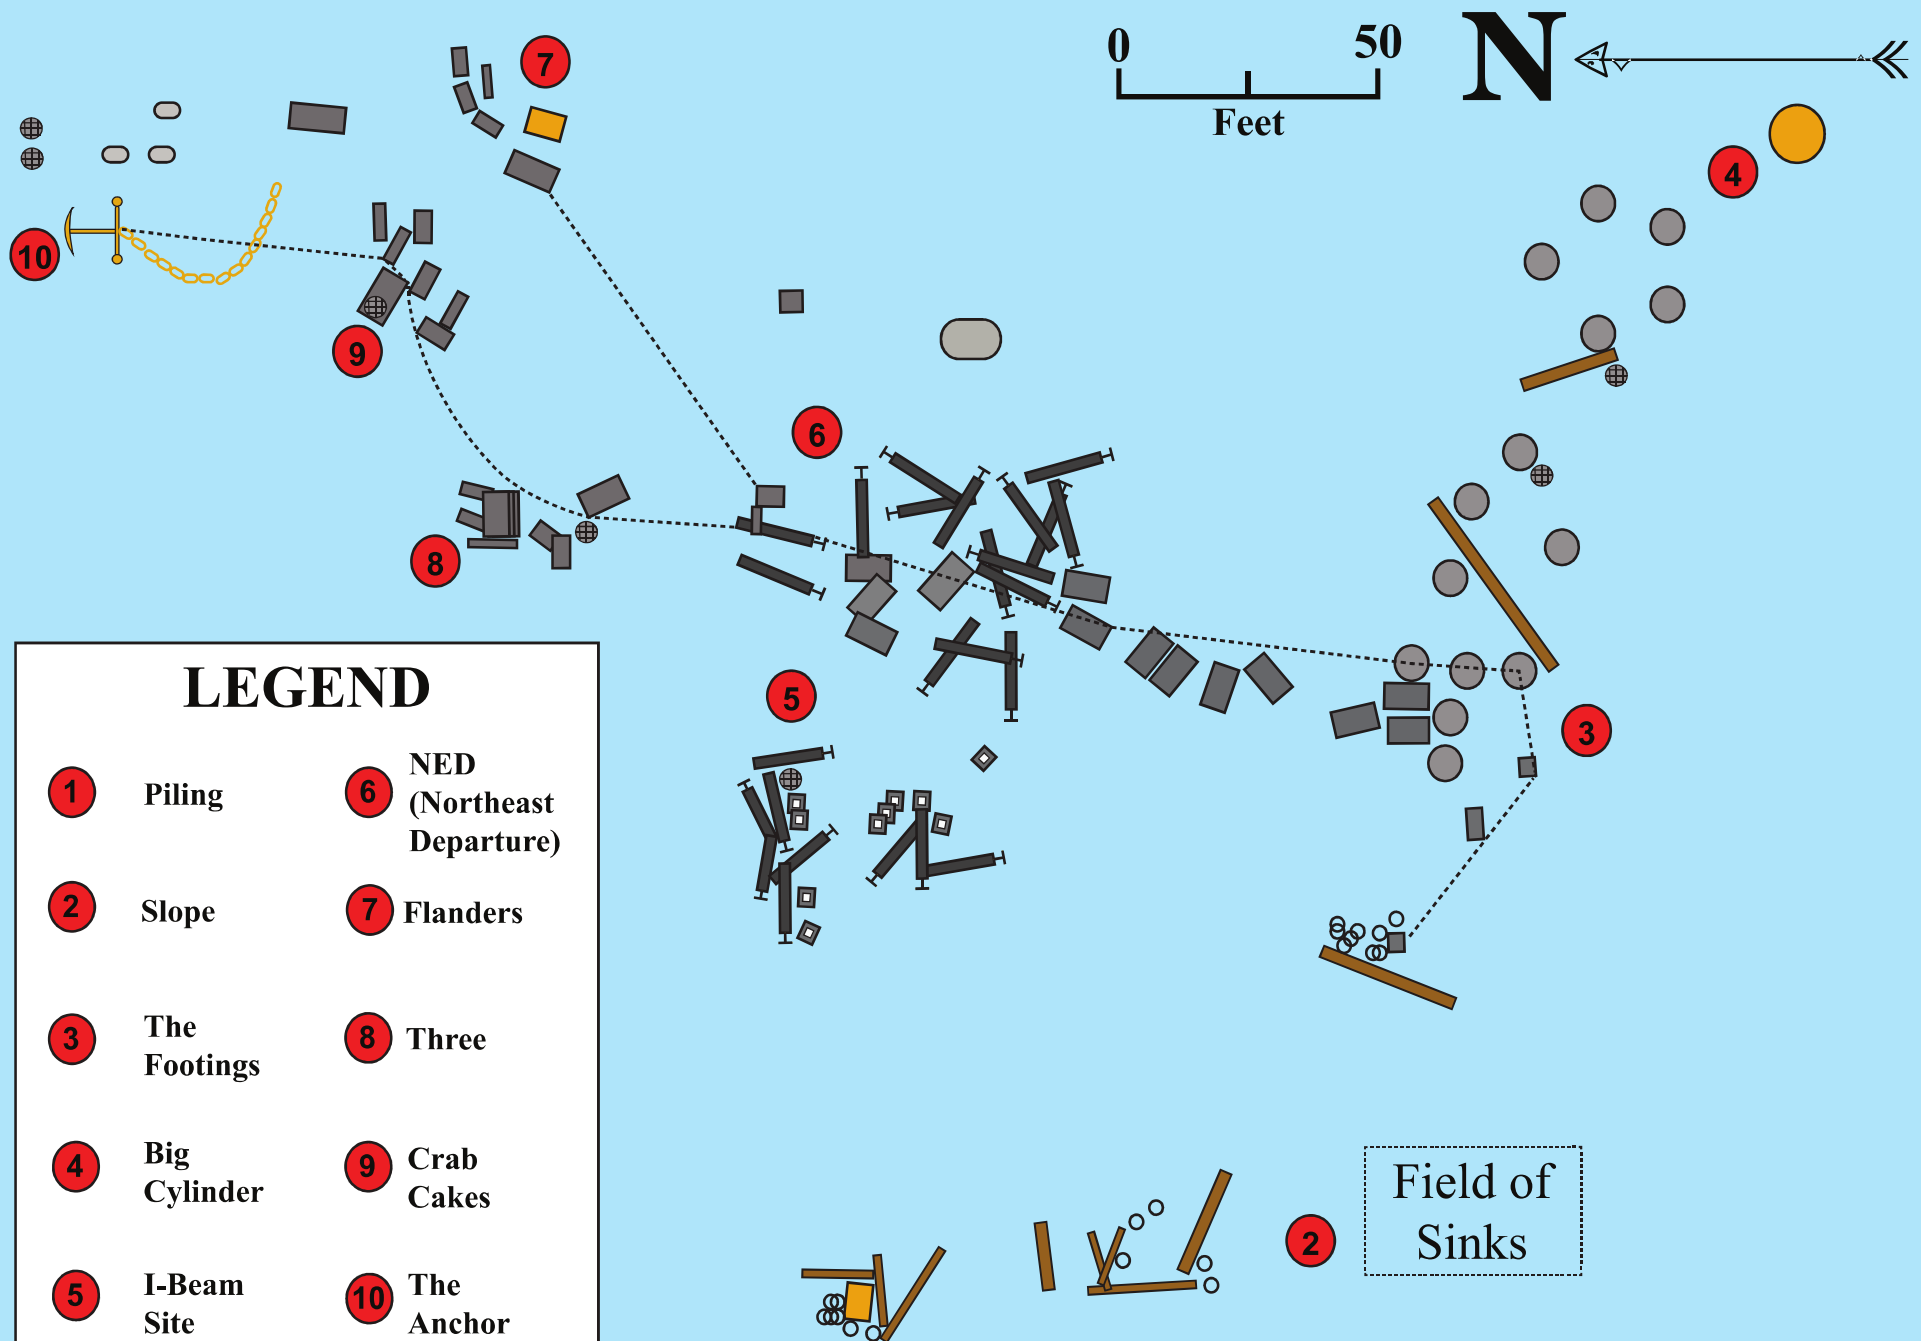 7
0 50
Feet
N
4
10
9
6
8
5
3
LEGEND
1 Piling
2 Slope
3 The
Footings
4 Big
Cylinder
5 I-Beam
Site
6 NED
(Northeast
Departure)
7 Flanders
8 Three
9 Crab
Cakes
10 The
Anchor
2
Field of
Sinks